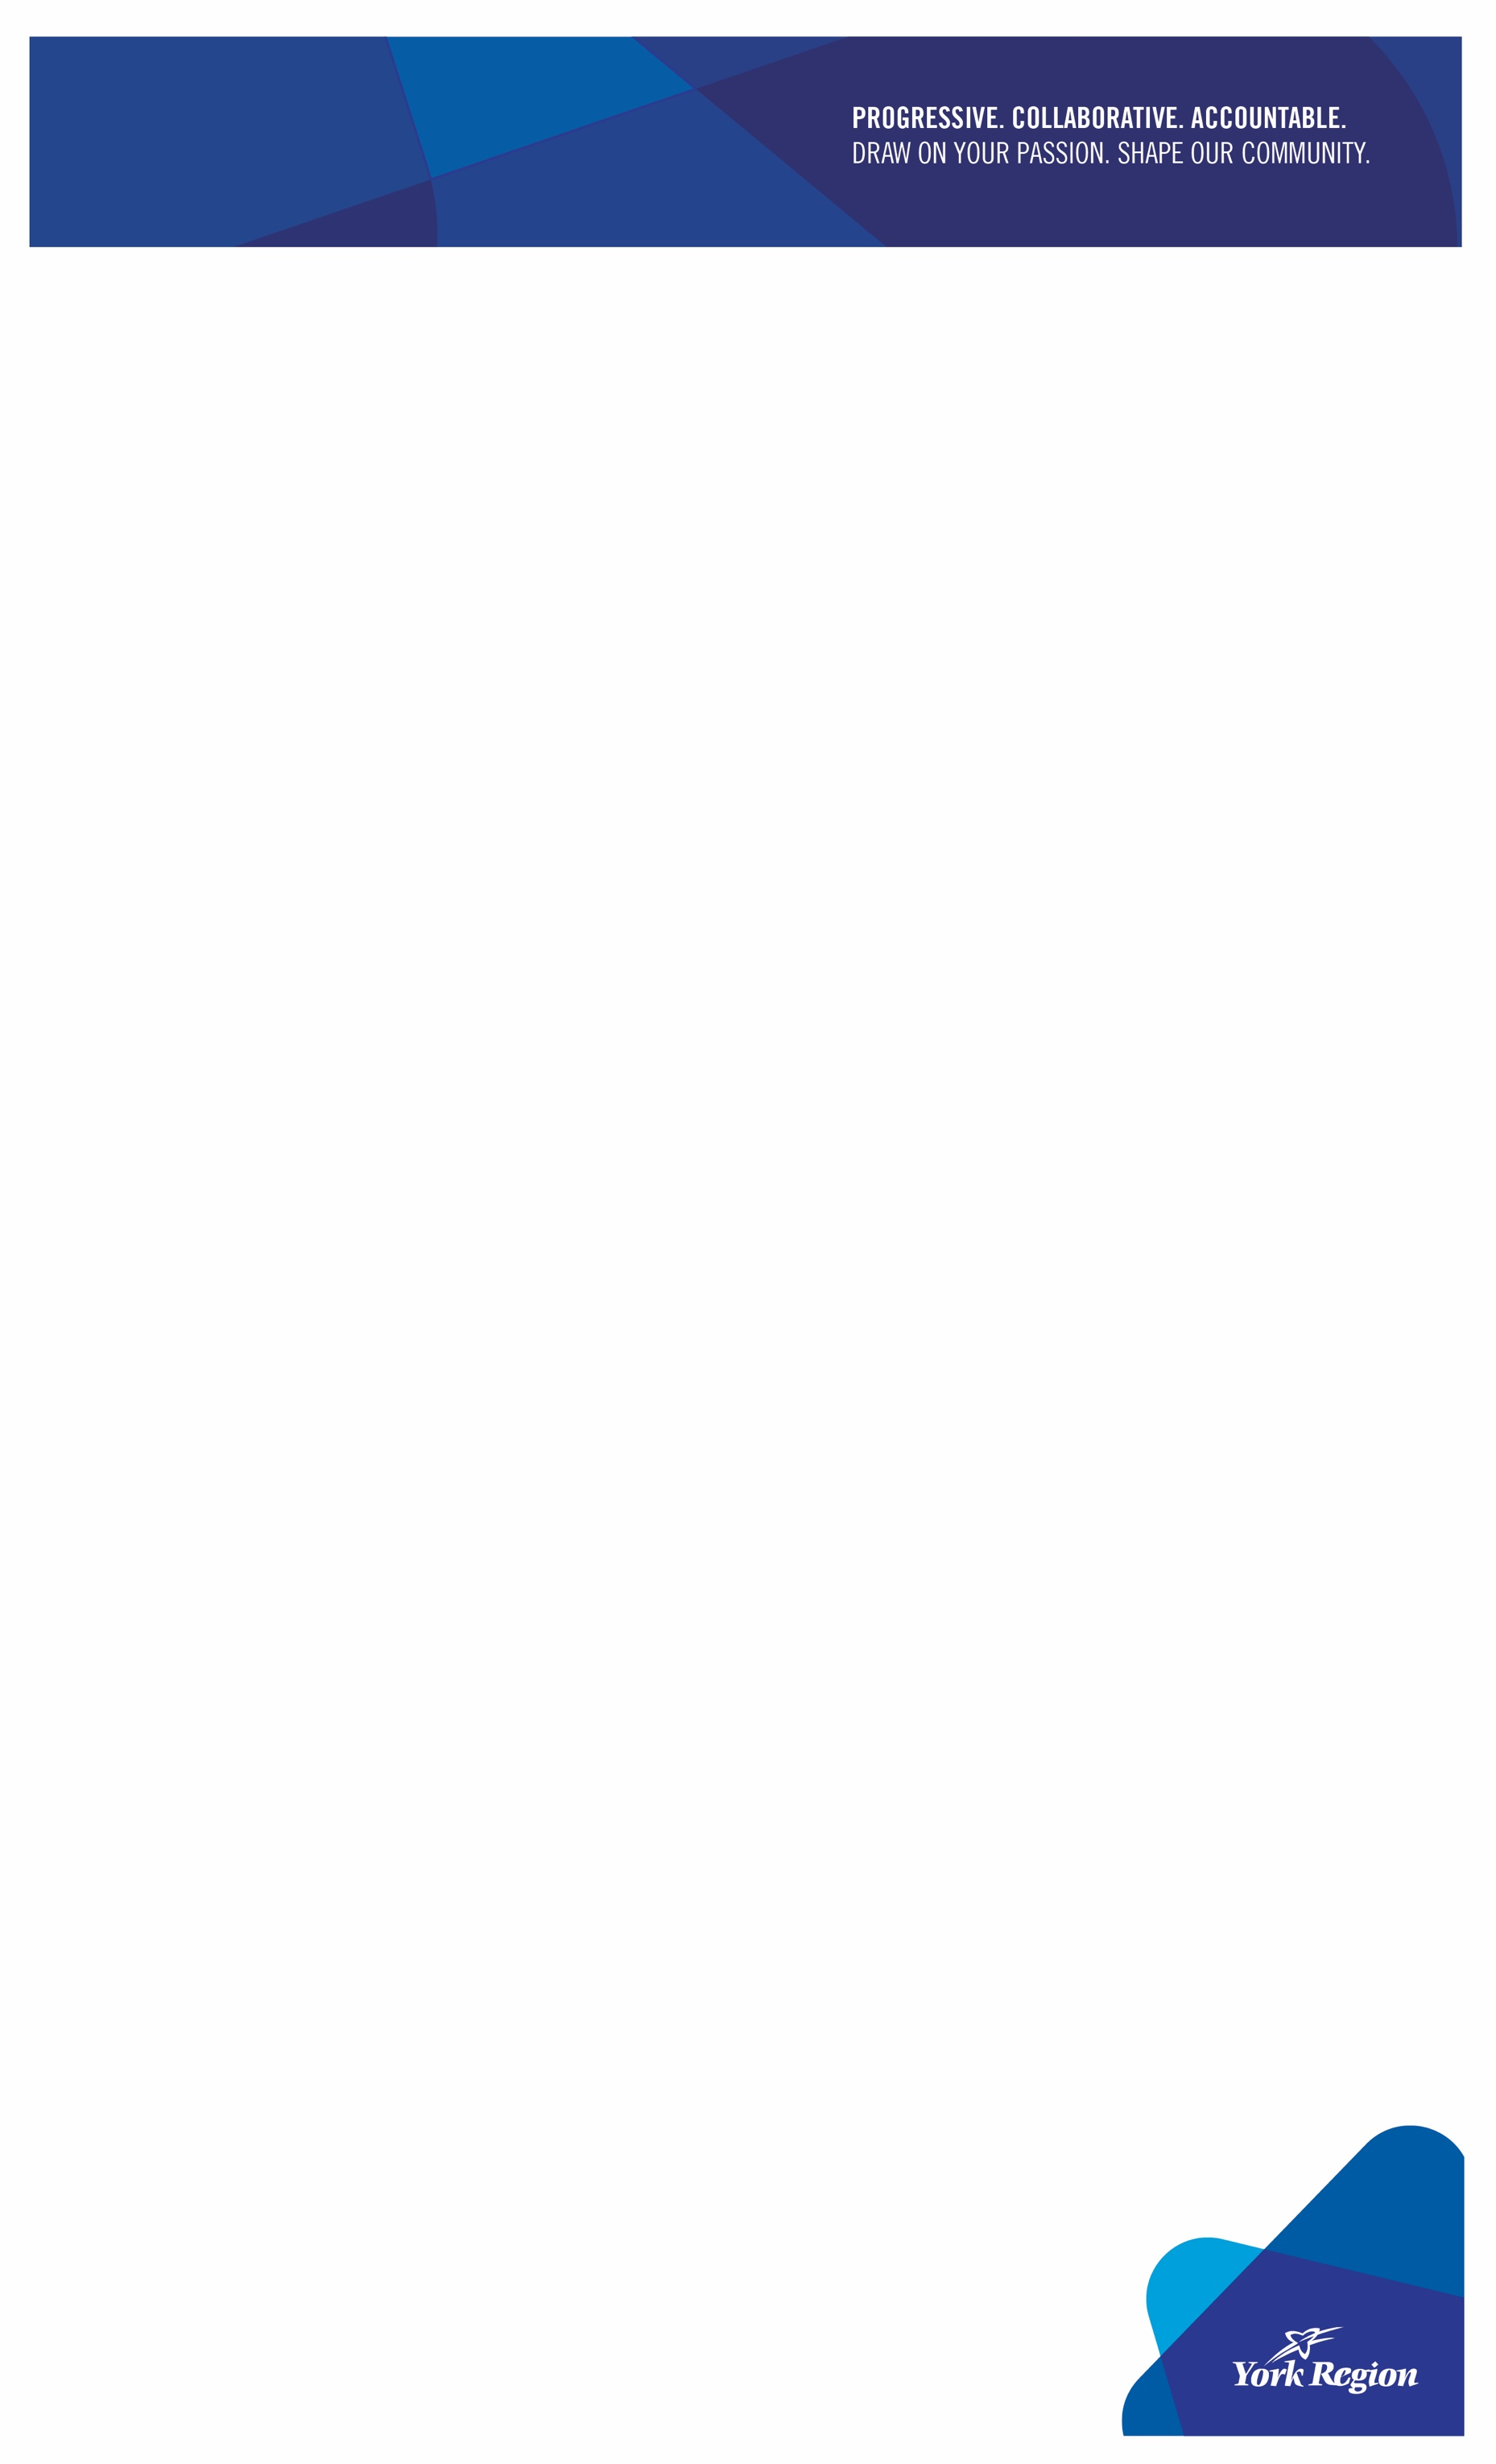 PROGRESSIVE. COLLABORATIVE. ACCOUNTABLE.
DRAW ON YOUR PASSION. SHAPE OUR COMMUNITY.
York Region